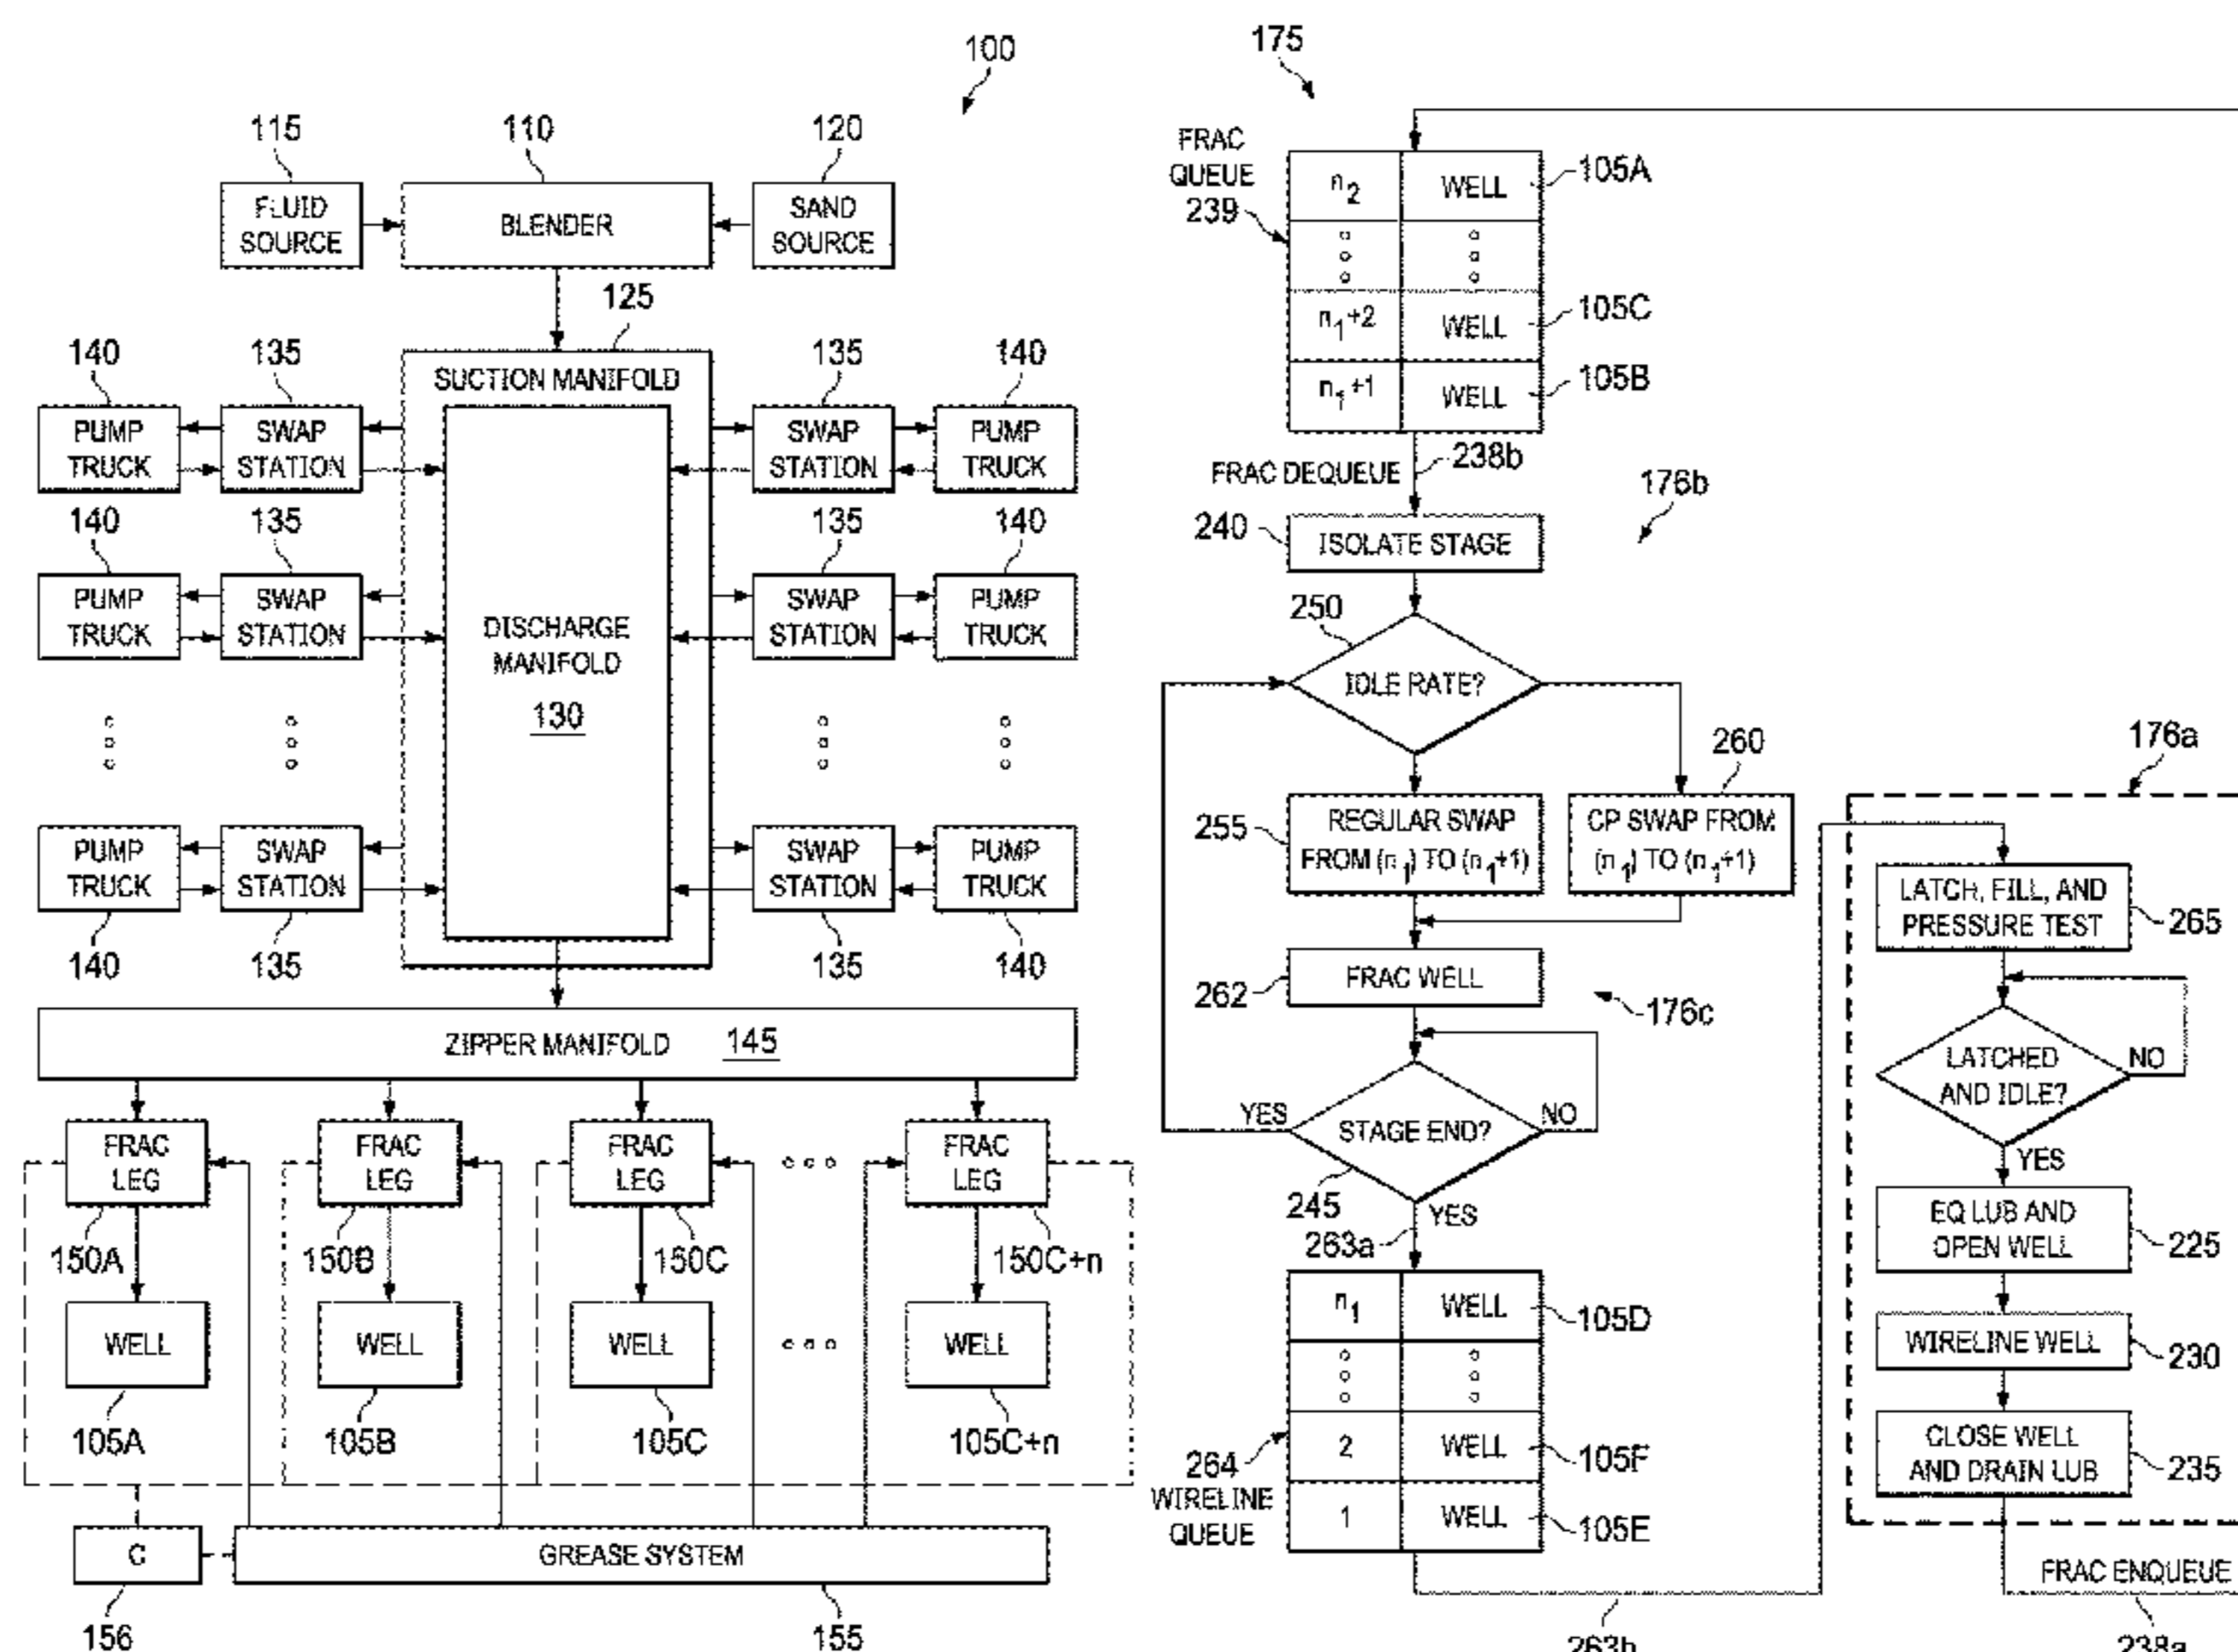 100
115
110
120
FLUID
SOURCE
BLENDER
SAND
SOURCE
125
140
135
SUCTION MANIFOLD
135
140
PUMP
TRUCK
SWAP
STATION
SWAP
STATION
PUMP
TRUCK
140
135
135
140
PUMP
TRUCK
SWAP
STATION
DISCHARGE
MANIFOLD
130
SWAP
STATION
PUMP
TRUCK
PUMP
TRUCK
SWAP
STATION
SWAP
STATION
PUMP
TRUCK
140
135
135
140
ZIPPER MANIFOLD 145
FRAC
LEG
FRAC
LEG
FRAC
LEG
FRAC
LEG
150A
150B
150C
150C+n
WELL
WELL
WELL
WELL
105A
105B
105C
105C+n
C
GREASE SYSTEM
156
155
175
FRAC
QUEUE
239
n2
WELL
105A
n1+2
WELL
105C
n1+1
WELL
105B
FRAC DEQUEUE
238b
176b
240
ISOLATE STAGE
250
IDLE RATE?
260
255
REGULAR SWAP
FROM (n1) TO (n1+1)
CP SWAP FROM
(n1) TO (n1+1)
262
FRAC WELL
176c
YES
STAGE END?
NO
245
YES
263a
n1
WELL
105D
264
WIRELINE
QUEUE
2
WELL
105F
1
WELL
105E
263b
176a
LATCH, FILL, AND
PRESSURE TEST
265
LATCHED
AND IDLE?
NO
YES
EQ LUB AND
OPEN WELL
225
WIRELINE WELL
230
CLOSE WELL
AND DRAIN LUB
235
FRAC ENQUEUE
238a